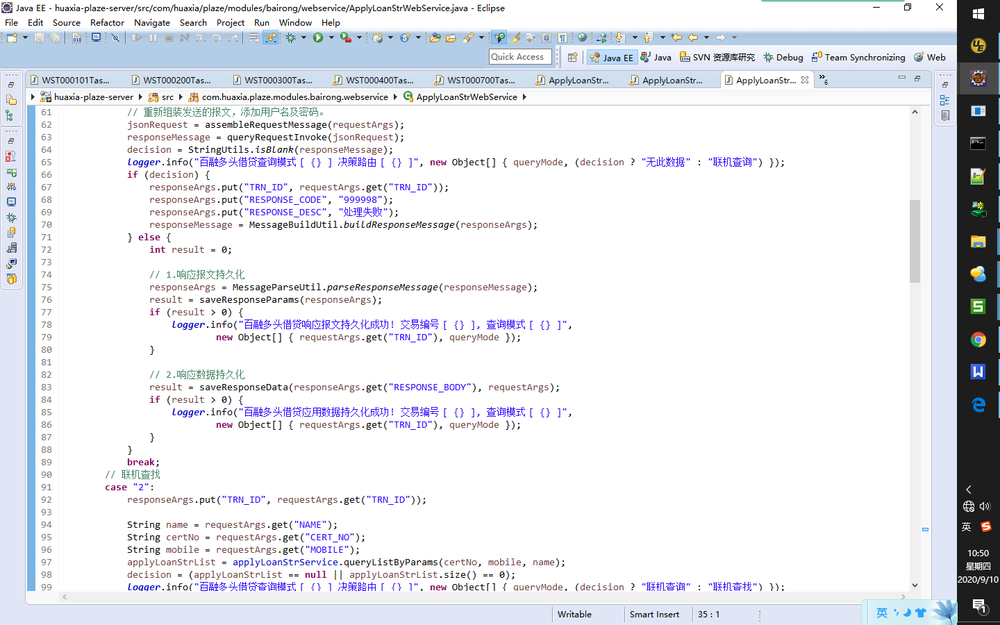 Java EE - huaxia-plaze-server/src/com/huaxia/plaze/modules/bairong/webservice/ApplyLoanStrWebService.java - Eclipse
File Edit Source Refactor Navigate Search Project Run Window Help
Quick Access Java EE Java SVN 资源库研究 Debug Team Synchronizing Web
WST000101Tas... WST000200Tas... WST000300Tas... WST000400Tas... WST000700Tas... ApplyLoanStr... ApplyLoanStr... ApplyLoanStr... »6
huaxia-plaze-server src com.huaxia.plaze.modules.bairong.webservice ApplyLoanStrWebService
61 // 重新组装发送的报文，添加用户名及密码。
62 jsonRequest = assembleRequestMessage(requestArgs);
63 responseMessage = queryRequestInvoke(jsonRequest);
64 decision = StringUtils.isBlank(responseMessage);
65 logger.info("百融多头借贷查询模式 [ {} ] 决策路由 [ {} ]", new Object[] { queryMode, (decision ? "无此数据" : "联机查询") });
66 if (decision) {
67 responseArgs.put("TRN_ID", requestArgs.get("TRN_ID"));
68 responseArgs.put("RESPONSE_CODE", "999998");
69 responseArgs.put("RESPONSE_DESC", "处理失败");
70 responseMessage = MessageBuildUtil.buildResponseMessage(responseArgs);
71 } else {
72 int result = 0;
73
74 // 1.响应报文持久化
75 responseArgs = MessageParseUtil.parseResponseMessage(responseMessage);
76 result = saveResponseParams(responseArgs);
77 if (result > 0) {
78 logger.info("百融多头借贷响应报文持久化成功! 交易编号 [ {} ], 查询模式 [ {} ]",
79 new Object[] { requestArgs.get("TRN_ID"), queryMode });
80 }
81
82 // 2.响应数据持久化
83 result = saveResponseData(responseArgs.get("RESPONSE_BODY"), requestArgs);
84 if (result > 0) {
85 logger.info("百融多头借贷应用数据持久化成功! 交易编号 [ {} ], 查询模式 [ {} ]",
86 new Object[] { requestArgs.get("TRN_ID"), queryMode });
87 }
88 }
89 break;
90 // 联机查找
91 case "2":
92 responseArgs.put("TRN_ID", requestArgs.get("TRN_ID"));
93
94 String name = requestArgs.get("NAME");
95 String certNo = requestArgs.get("CERT_NO");
96 String mobile = requestArgs.get("MOBILE");
97 applyLoanStrList = applyLoanStrService.queryListByParams(certNo, mobile, name);
98 decision = (applyLoanStrList == null || applyLoanStrList.size() == 0);
99 logger.info("百融多头借贷查询模式 [ {} ] 决策路由 [ {} ]", new Object[] { queryMode, (decision ? "联机查询" : "联机查找") });
Writable Smart Insert 35 : 1
英
英
10:50
星期四
2020/9/10
1